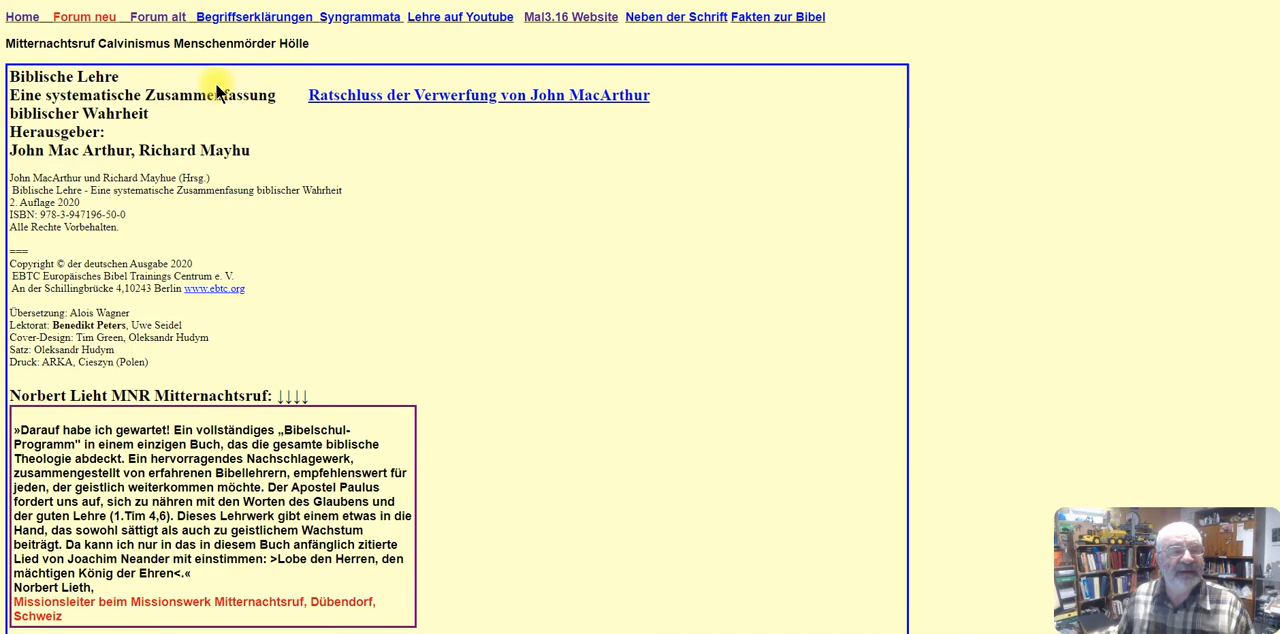 Home Forum neu Forum alt Begriffserklärungen Syngrammata Lehre auf Youtube Mal3.16 Website Neben der Schrift Fakten zur Bibel
Mitternachtsruf Calvinismus Menschenmörder Hölle
Biblische Lehre
Eine systematische Zusammenfassung Ratschluss der Verwerfung von John MacArthur
biblischer Wahrheit
Herausgeber:
John Mac Arthur, Richard Mayhu
John MacArthur und Richard Mayhue (Hrsg.)
Biblische Lehre - Eine systematische Zusammenfasung biblischer Wahrheit
2. Auflage 2020
ISBN: 978-3-947196-50-0
Alle Rechte Vorbehalten.
===
Copyright © der deutschen Ausgabe 2020
EBTC Europäisches Bibel Trainings Centrum e. V.
An der Schillingbrücke 4,10243 Berlin www.ebtc.org
Übersetzung: Alois Wagner
Lektorat: Benedikt Peters, Uwe Seidel
Cover-Design: Tim Green, Oleksandr Hudym
Satz: Oleksandr Hudym
Druck: ARKA, Cieszyn (Polen)
Norbert Lieht MNR Mitternachtsruf: ↓↓↓↓
»Darauf habe ich gewartet! Ein vollständiges „Bibelschul-
Programm" in einem einzigen Buch, das die gesamte biblische
Theologie abdeckt. Ein hervorragendes Nachschlagewerk,
zusammengestellt von erfahrenen Bibellehrern, empfehlenswert für
jeden, der geistlich weiterkommen möchte. Der Apostel Paulus
fordert uns auf, sich zu nähren mit den Worten des Glaubens und
der guten Lehre (1.Tim 4,6). Dieses Lehrwerk gibt einem etwas in die
Hand, das sowohl sättigt als auch zu geistlichem Wachstum
beiträgt. Da kann ich nur in das in diesem Buch anfänglich zitierte
Lied von Joachim Neander mit einstimmen: >Lobe den Herren, den
mächtigen König der Ehren<.«
Norbert Lieth,
Missionsleiter beim Missionswerk Mitternachtsruf, Dübendorf,
Schweiz